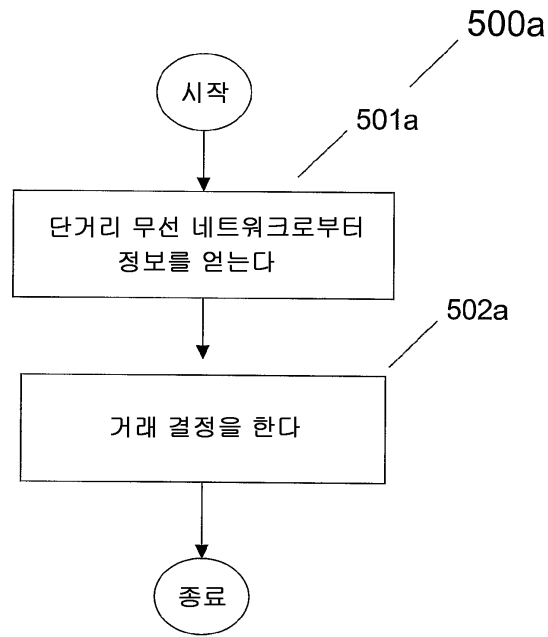 500a
시작
501a
단거리 무선 네트워크로부터
정보를 얻는다
502a
거래 결정을 한다
종료